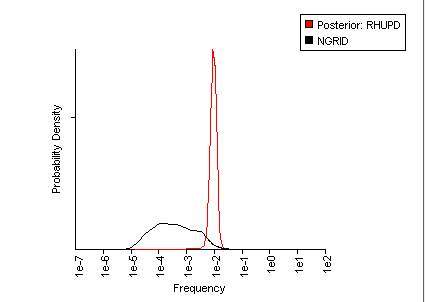 Posterior: RHUPD
NGRID
Probability Density
1e-7
1e-6
1e-5
1e-4
1e-3
1e-2
1e-1
1e0
1e1
1e2
Frequency